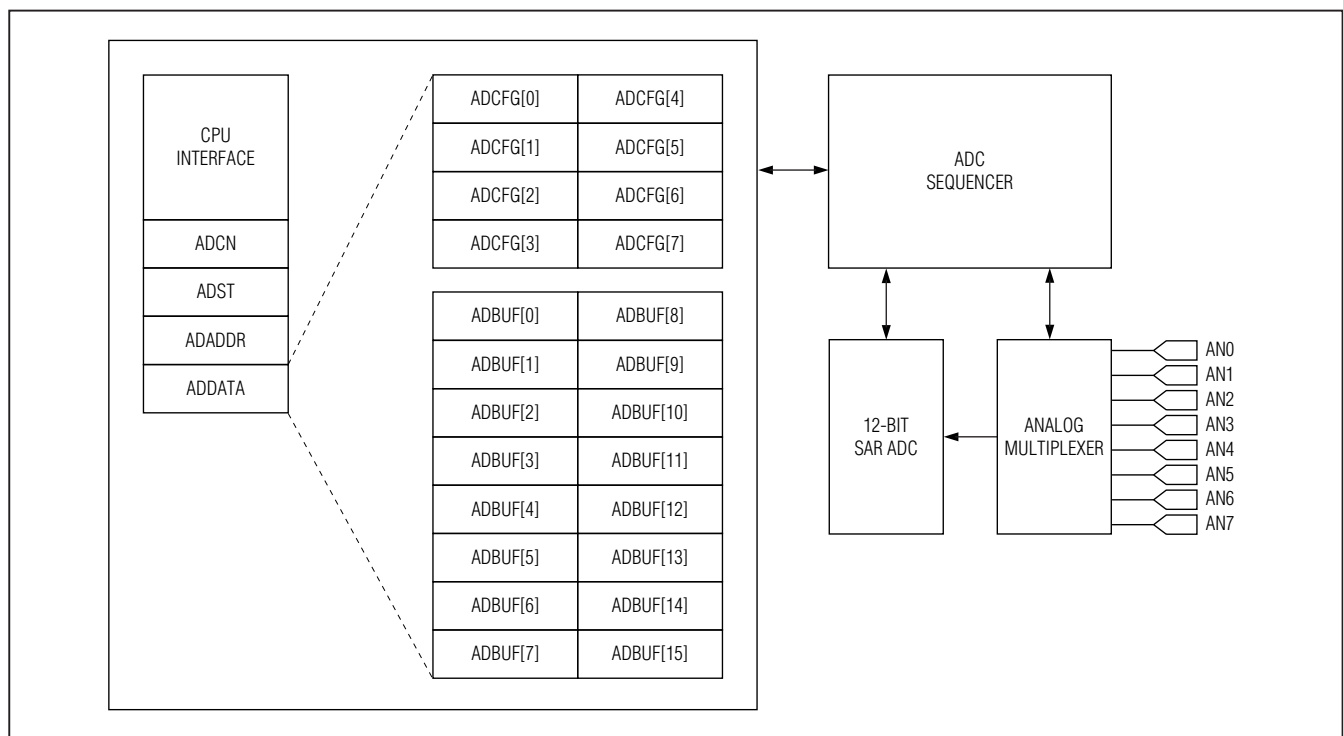 CPU
INTERFACE
ADCN
ADST
ADADDR
ADDATA
ADCFG[0] ADCFG[4]
ADCFG[1] ADCFG[5]
ADCFG[2] ADCFG[6]
ADCFG[3] ADCFG[7]
ADBUF[0] ADBUF[8]
ADBUF[1] ADBUF[9]
ADBUF[2] ADBUF[10]
ADBUF[3] ADBUF[11]
ADBUF[4] ADBUF[12]
ADBUF[5] ADBUF[13]
ADBUF[6] ADBUF[14]
ADBUF[7] ADBUF[15]
ADC
SEQUENCER
12-BIT
SAR ADC
ANALOG
MULTIPLEXER
AN0
AN1
AN2
AN3
AN4
AN5
AN6
AN7